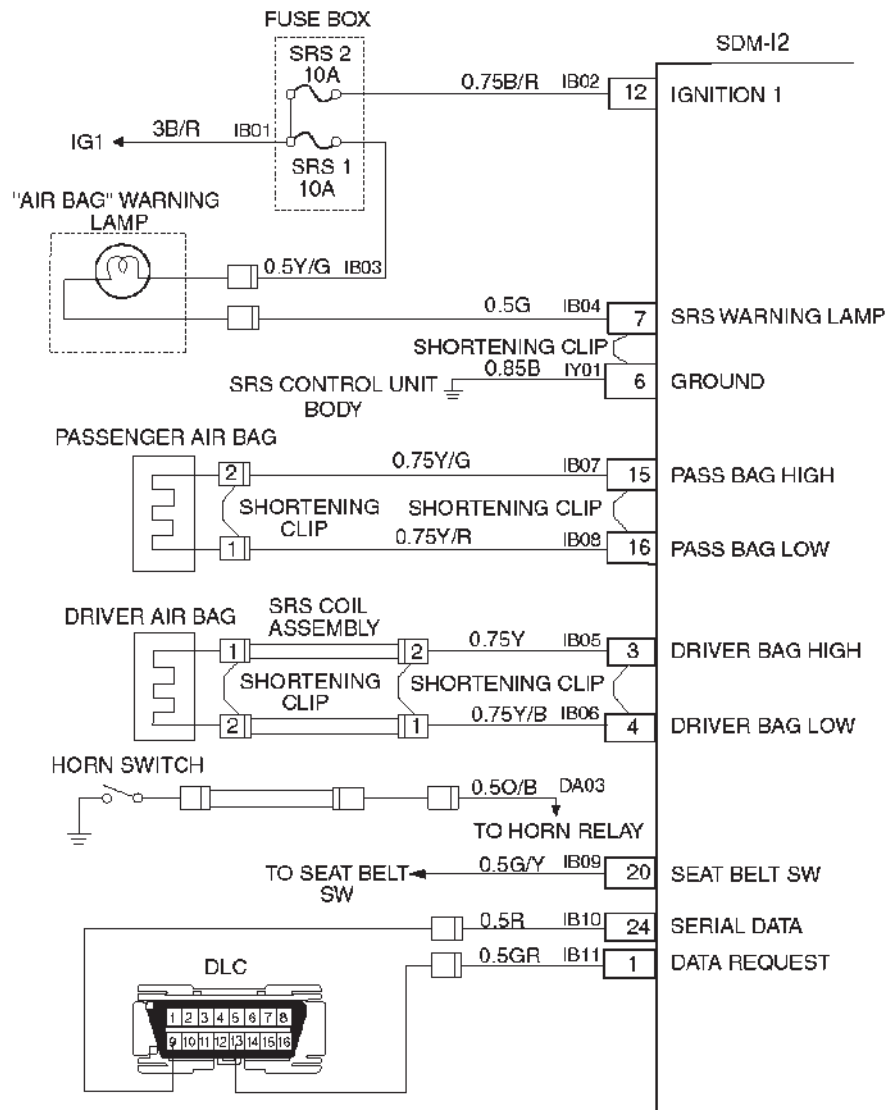 FUSE BOX
SDM-I2
SRS 2
10A
0.75B/R IB02
12 IGNITION 1
IG1 3B/R IB01
SRS 1
10A
"AIR BAG" WARNING
LAMP
0.5Y/G IB03
0.5G IB04
7 SRS WARNING LAMP
SHORTENING CLIP
0.85B IY01
SRS CONTROL UNIT
BODY
6 GROUND
PASSENGER AIR BAG
2 0.75Y/G IB07 15 PASS BAG HIGH
SHORTENING
CLIP
SHORTENING CLIP
1 0.75Y/R IB08 16 PASS BAG LOW
DRIVER AIR BAG
SRS COIL
ASSEMBLY
1 2 0.75Y IB05 3 DRIVER BAG HIGH
SHORTENING
CLIP
SHORTENING CLIP
2 1 0.75Y/B IB06 4 DRIVER BAG LOW
HORN SWITCH
0.5O/B DA03
TO HORN RELAY
TO SEAT BELT
SW
0.5G/Y IB09 20 SEAT BELT SW
0.5R IB10 24 SERIAL DATA
0.5GR IB11 1 DATA REQUEST
DLC
1 2 3 4 5 6 7 8
9 10 11 12 13 14 15 16